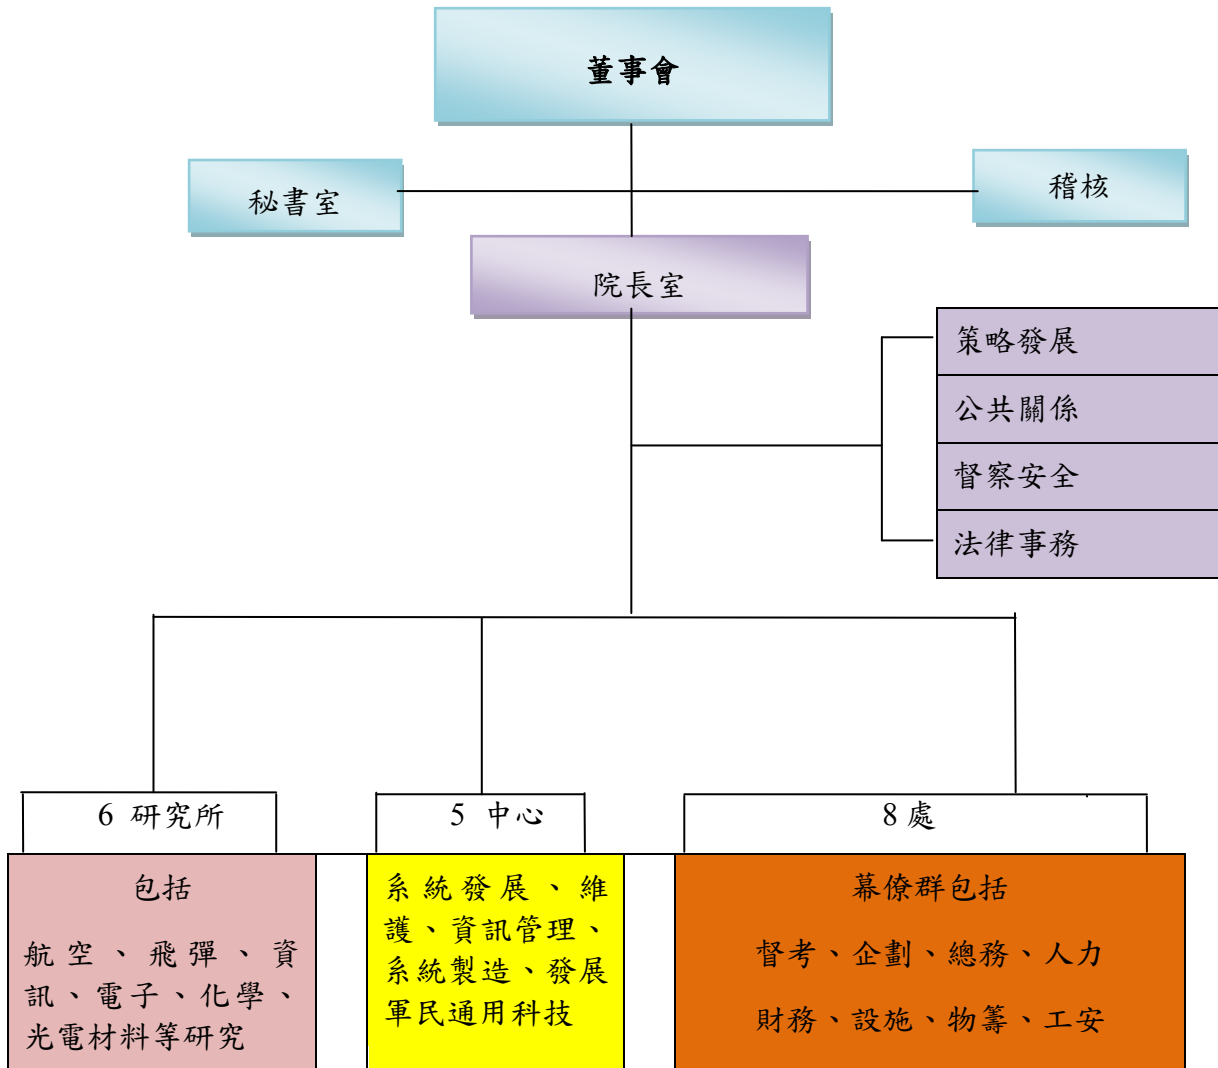 董事會
秘書室
稽核
院長室
策略發展
公共關係
督察安全
法律事務
6 研究所
5 中心
8處
包括
航空、飛彈、資
訊、電子、化學、
光電材料等研究
系統發展、維
護、資訊管理、
系統製造、發展
軍民通用科技
幕僚群包括
督考、企劃、總務、人力
財務、設施、物籌、工安